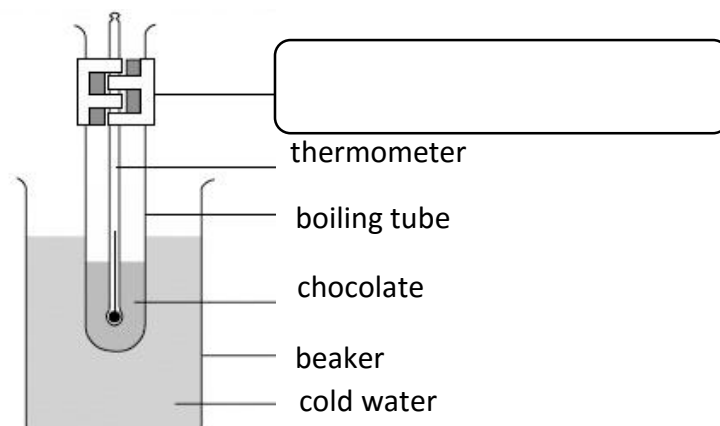 thermometer
boiling tube
chocolate
beaker
cold water